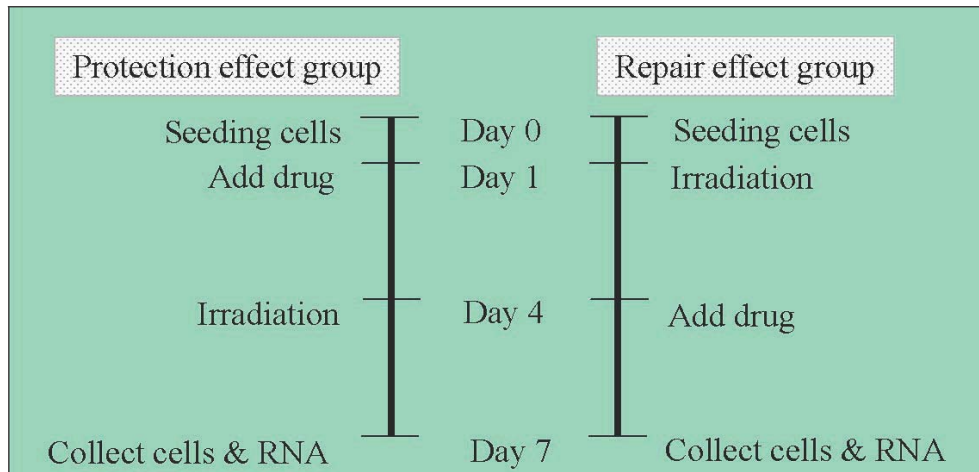 Protection effect group
Repair effect group
Seeding cells
Day 0
Seeding cells
Add drug
Day 1
Irradiation
Irradiation
Day 4
Add drug
Collect cells & RNA
Day 7
Collect cells & RNA